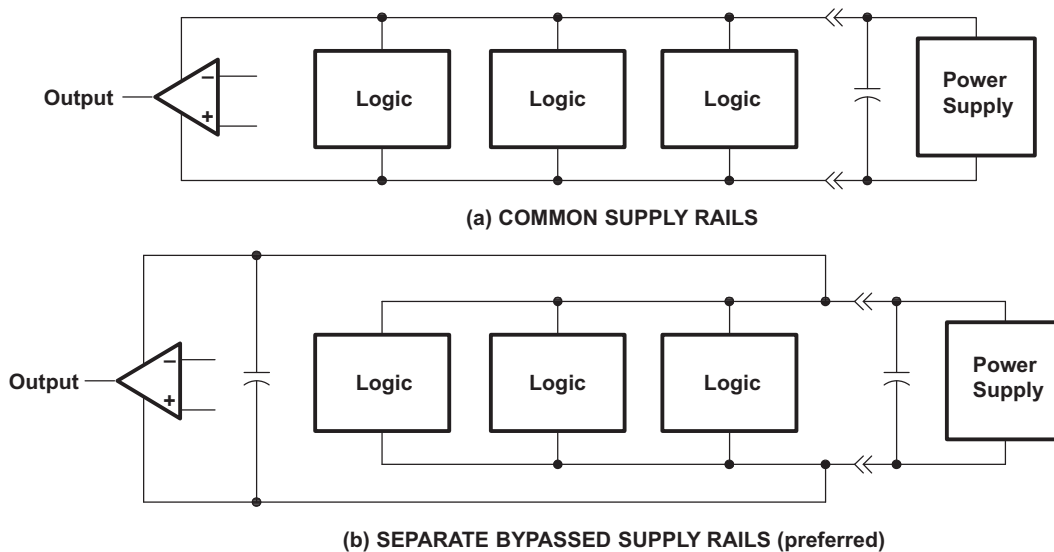 Output
−
+
Logic
Logic
Logic
Power
Supply
(a) COMMON SUPPLY RAILS
Output
−
+
Logic
Logic
Logic
Power
Supply
(b) SEPARATE BYPASSED SUPPLY RAILS (preferred)